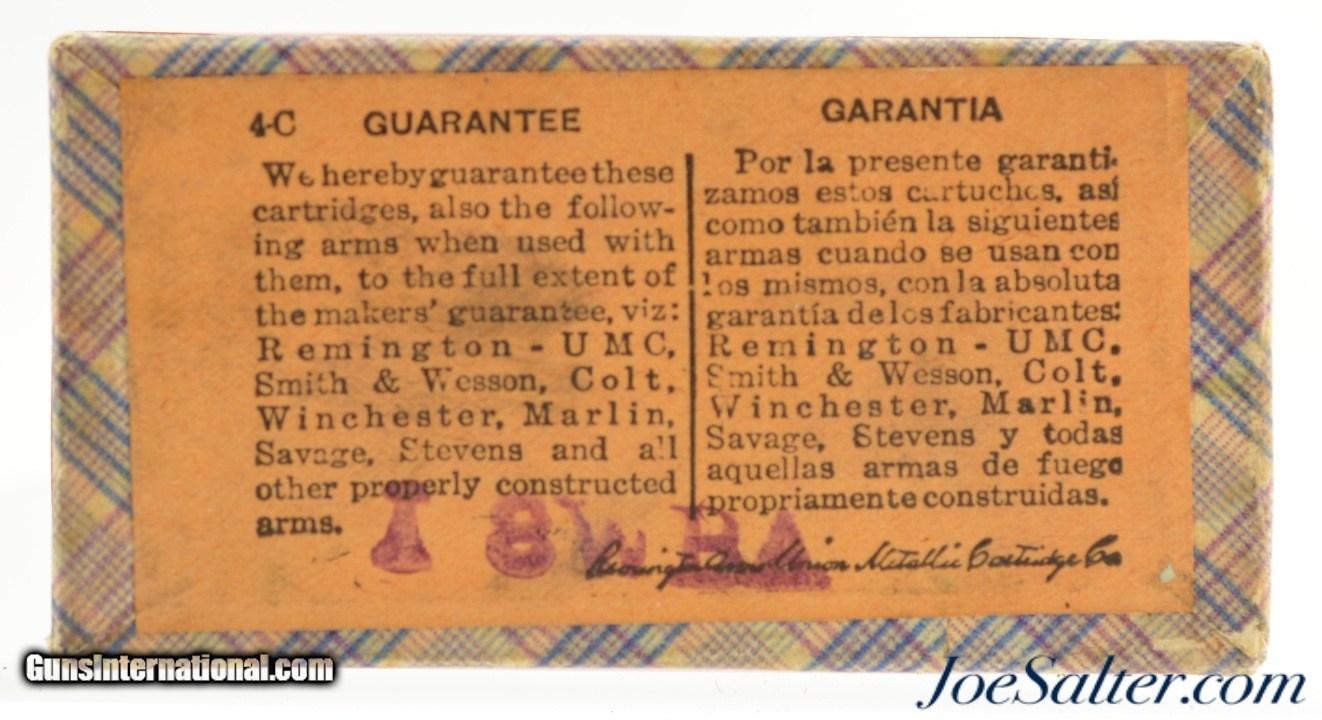 4-C GUARANTEE
We hereby guarantee these
cartridges, also the follow-
ing arms when used with
them, to the full extent of
the makers' guarantee, viz:
Remington - UMC,
Smith & Wesson, Colt,
Winchester, Marlin,
Savage, Stevens and all
other properly constructed
arms.
GARANTIA
Por la presente garanti-
zamos estos cartuchos, así
como también la siguientes
armas cuando se usan con
los mismos, con la absoluta
garantía de los fabricantes:
Remington - UMC.
Smith & Wesson, Colt,
Winchester, Marlin,
Savage, Stevens y todas
aquellas armas de fuego
propriamente construidas.
Remington Arms Union Metallic Cartridge Co
GunsInternational.com
JoeSalter.com